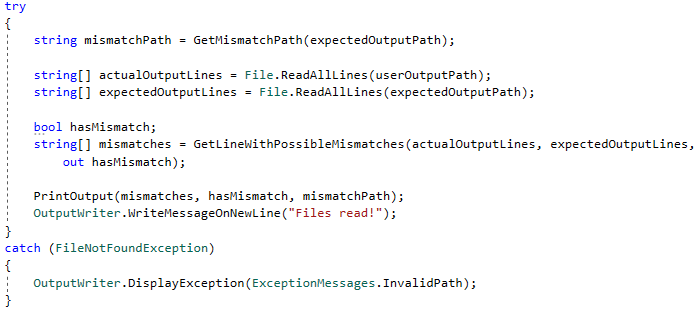 try
{
    string mismatchPath = GetMismatchPath(expectedOutputPath);

    string[] actualOutputLines = File.ReadAllLines(userOutputPath);
    string[] expectedOutputLines = File.ReadAllLines(expectedOutputPath);

    bool hasMismatch;
    string[] mismatches = GetLineWithPossibleMismatches(actualOutputLines, expectedOutputLines,
        out hasMismatch);

    PrintOutput(mismatches, hasMismatch, mismatchPath);
    OutputWriter.WriteMessageOnNewLine("Files read!");
}
catch (FileNotFoundException)
{
    OutputWriter.DisplayException(ExceptionMessages.InvalidPath);
}